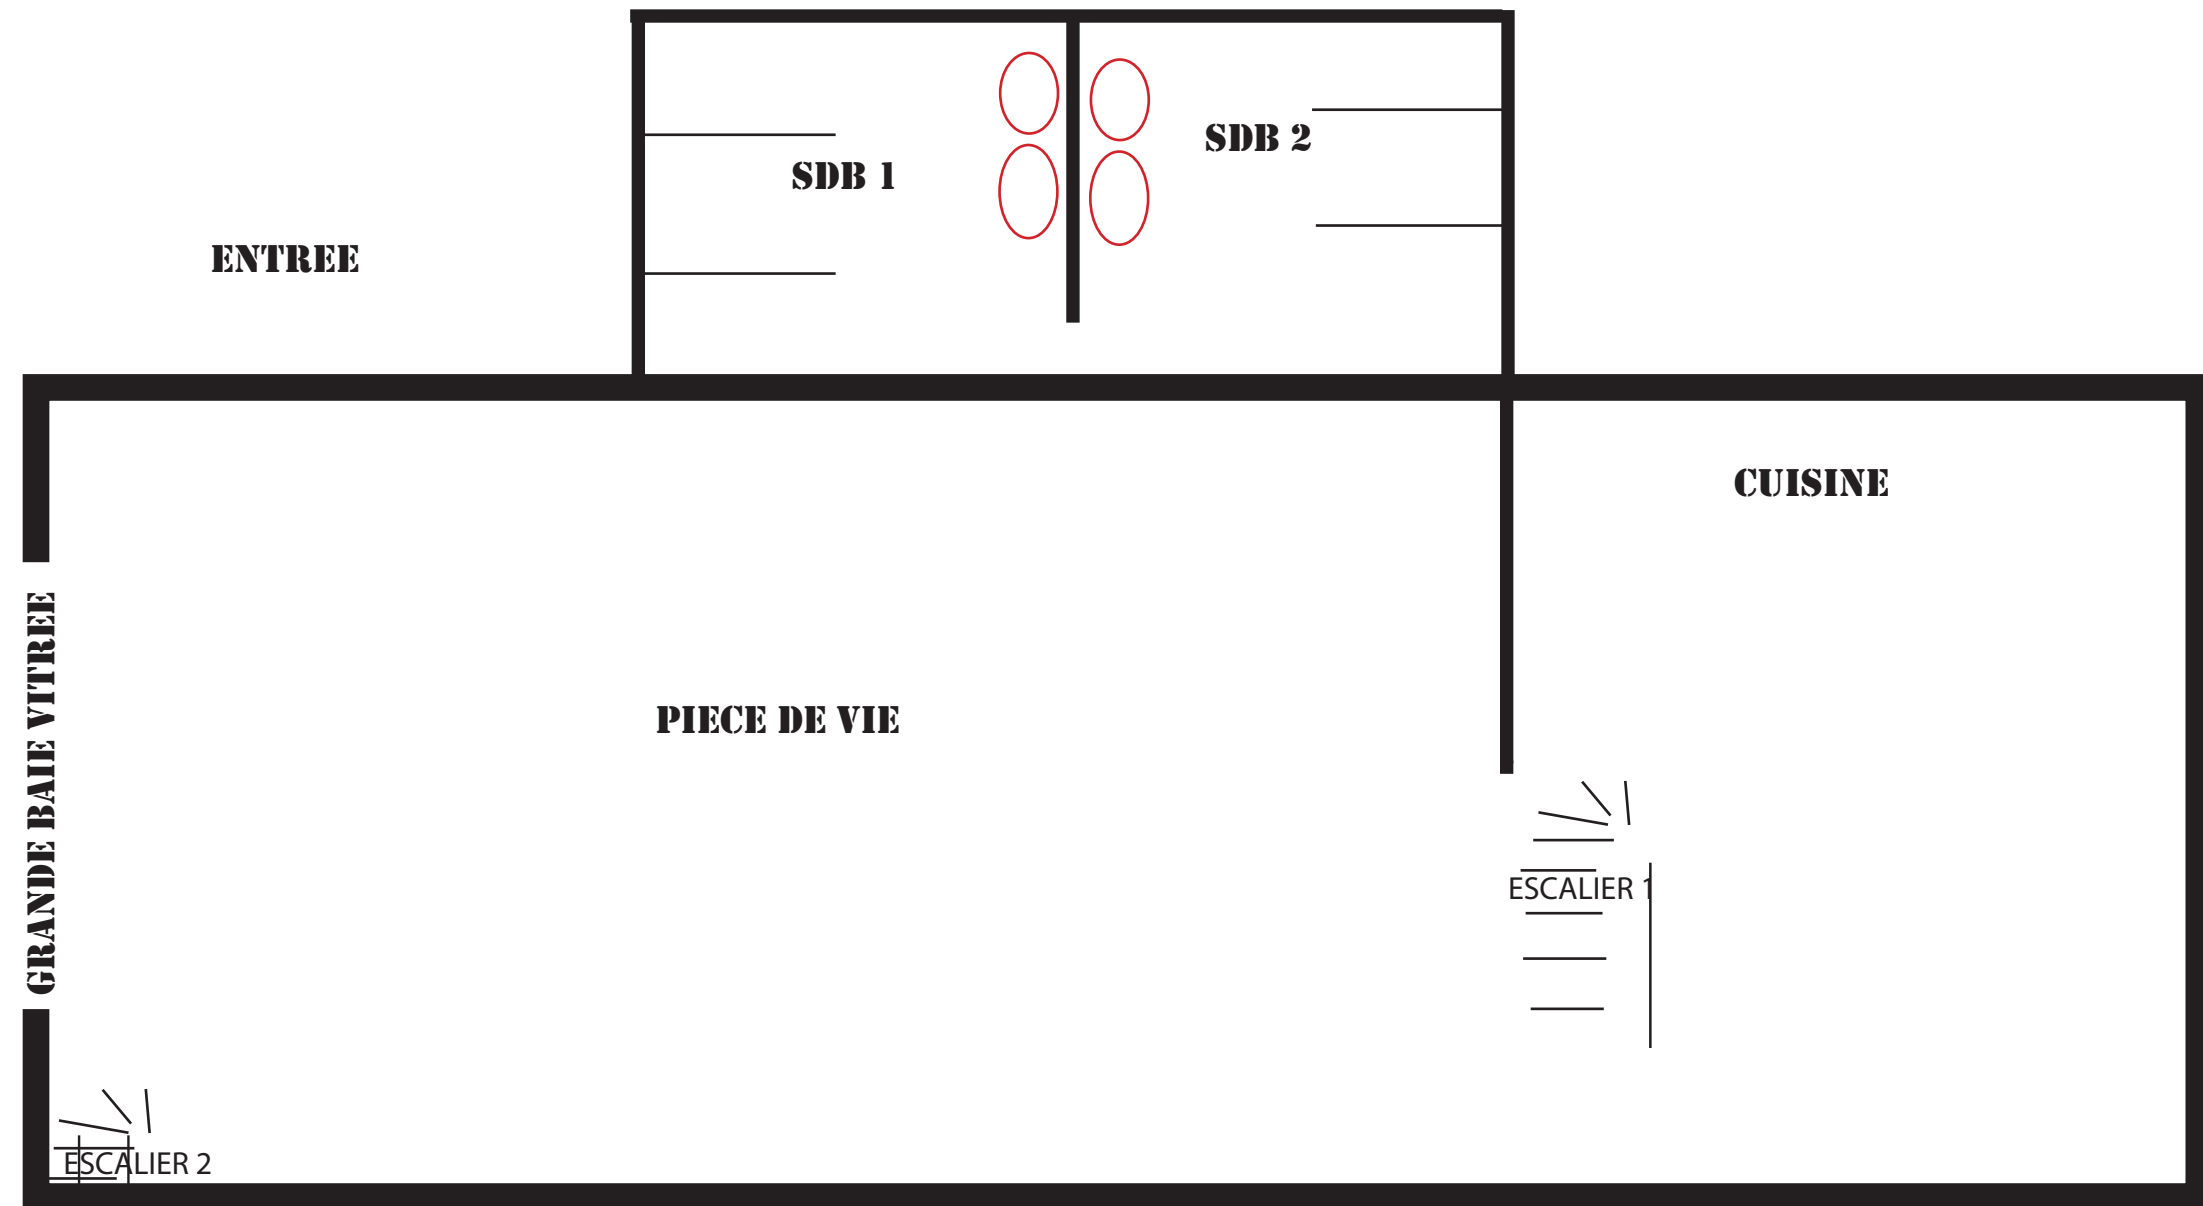 SDB 1
SDB 2
ENTREE
CUISINE
GRANDE BAIE VITREE
PIECE DE VIE
ESCALIER 1
ESCALIER 2